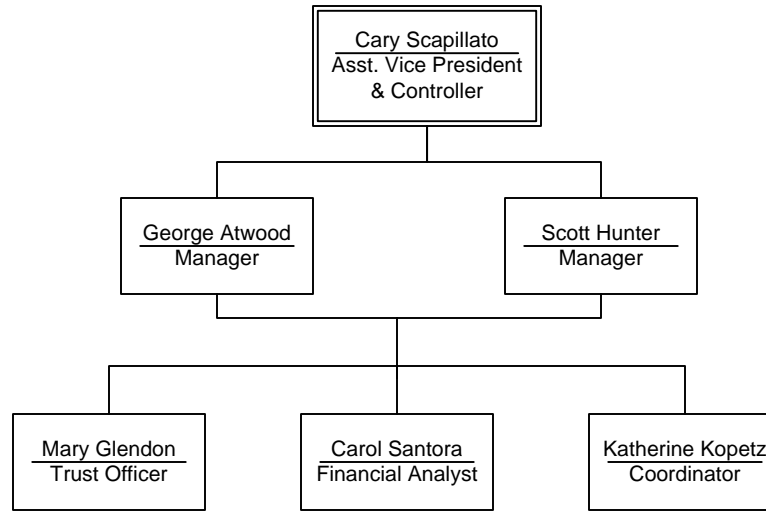 Cary Scapillato
Asst. Vice President
& Controller
George Atwood
Manager
Scott Hunter
Manager
Mary Glendon
Trust Officer
Carol Santora
Financial Analyst
Katherine Kopetz
Coordinator